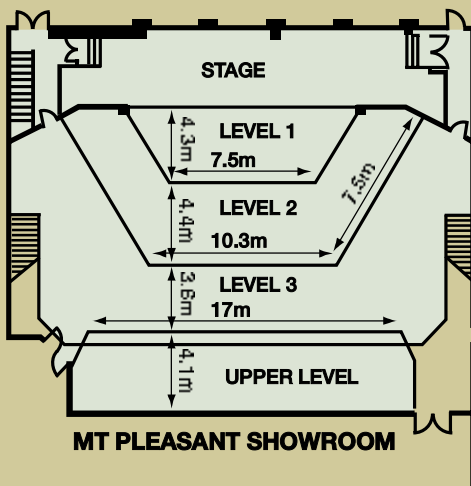 STAGE
LEVEL 1
4.3m
7.5m
7.5m
LEVEL 2
4.4m
10.3m
LEVEL 3
3.6m
17m
4.1m
UPPER LEVEL
MT PLEASANT SHOWROOM